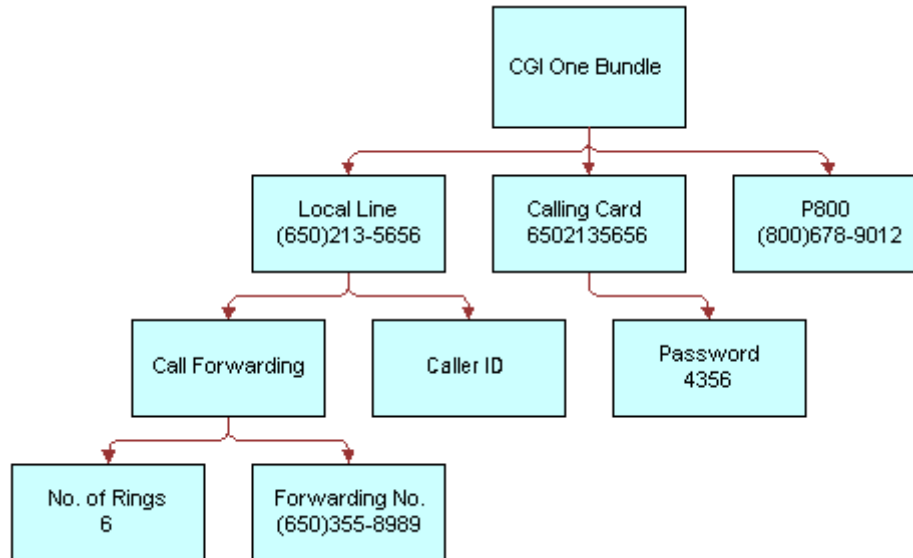 CGI One Bundle
Local Line
(650)213-5656
Calling Card
6502135656
P800
(800)678-9012
Call Forwarding
Caller ID
Password
4356
No. of Rings
6
Forwarding No.
(650)355-8989